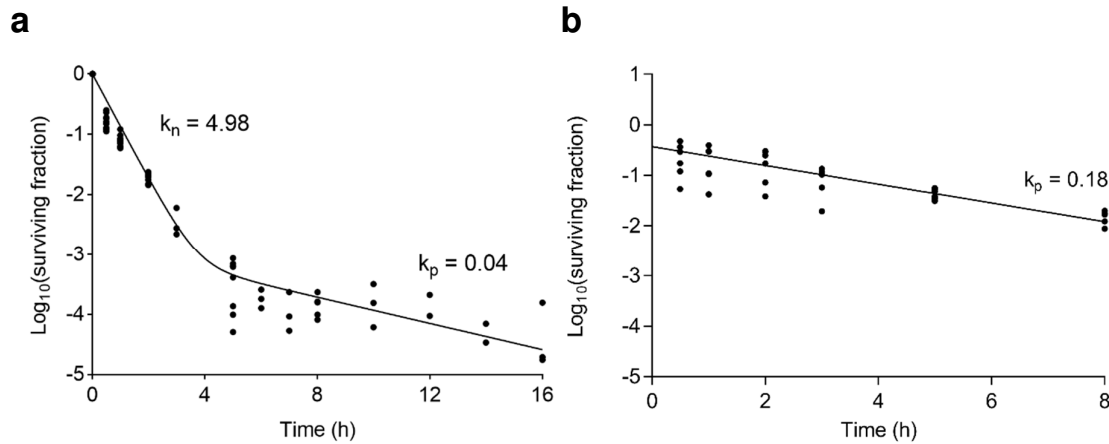 a
0
-1
-2
-3
-4
-5
Log10(surviving fraction)
kn = 4.98
kp = 0.04
0 4 8 12 16
Time (h)
b
1
0
-1
-2
-3
-4
-5
Log10(surviving fraction)
kp = 0.18
0 2 4 6 8
Time (h)